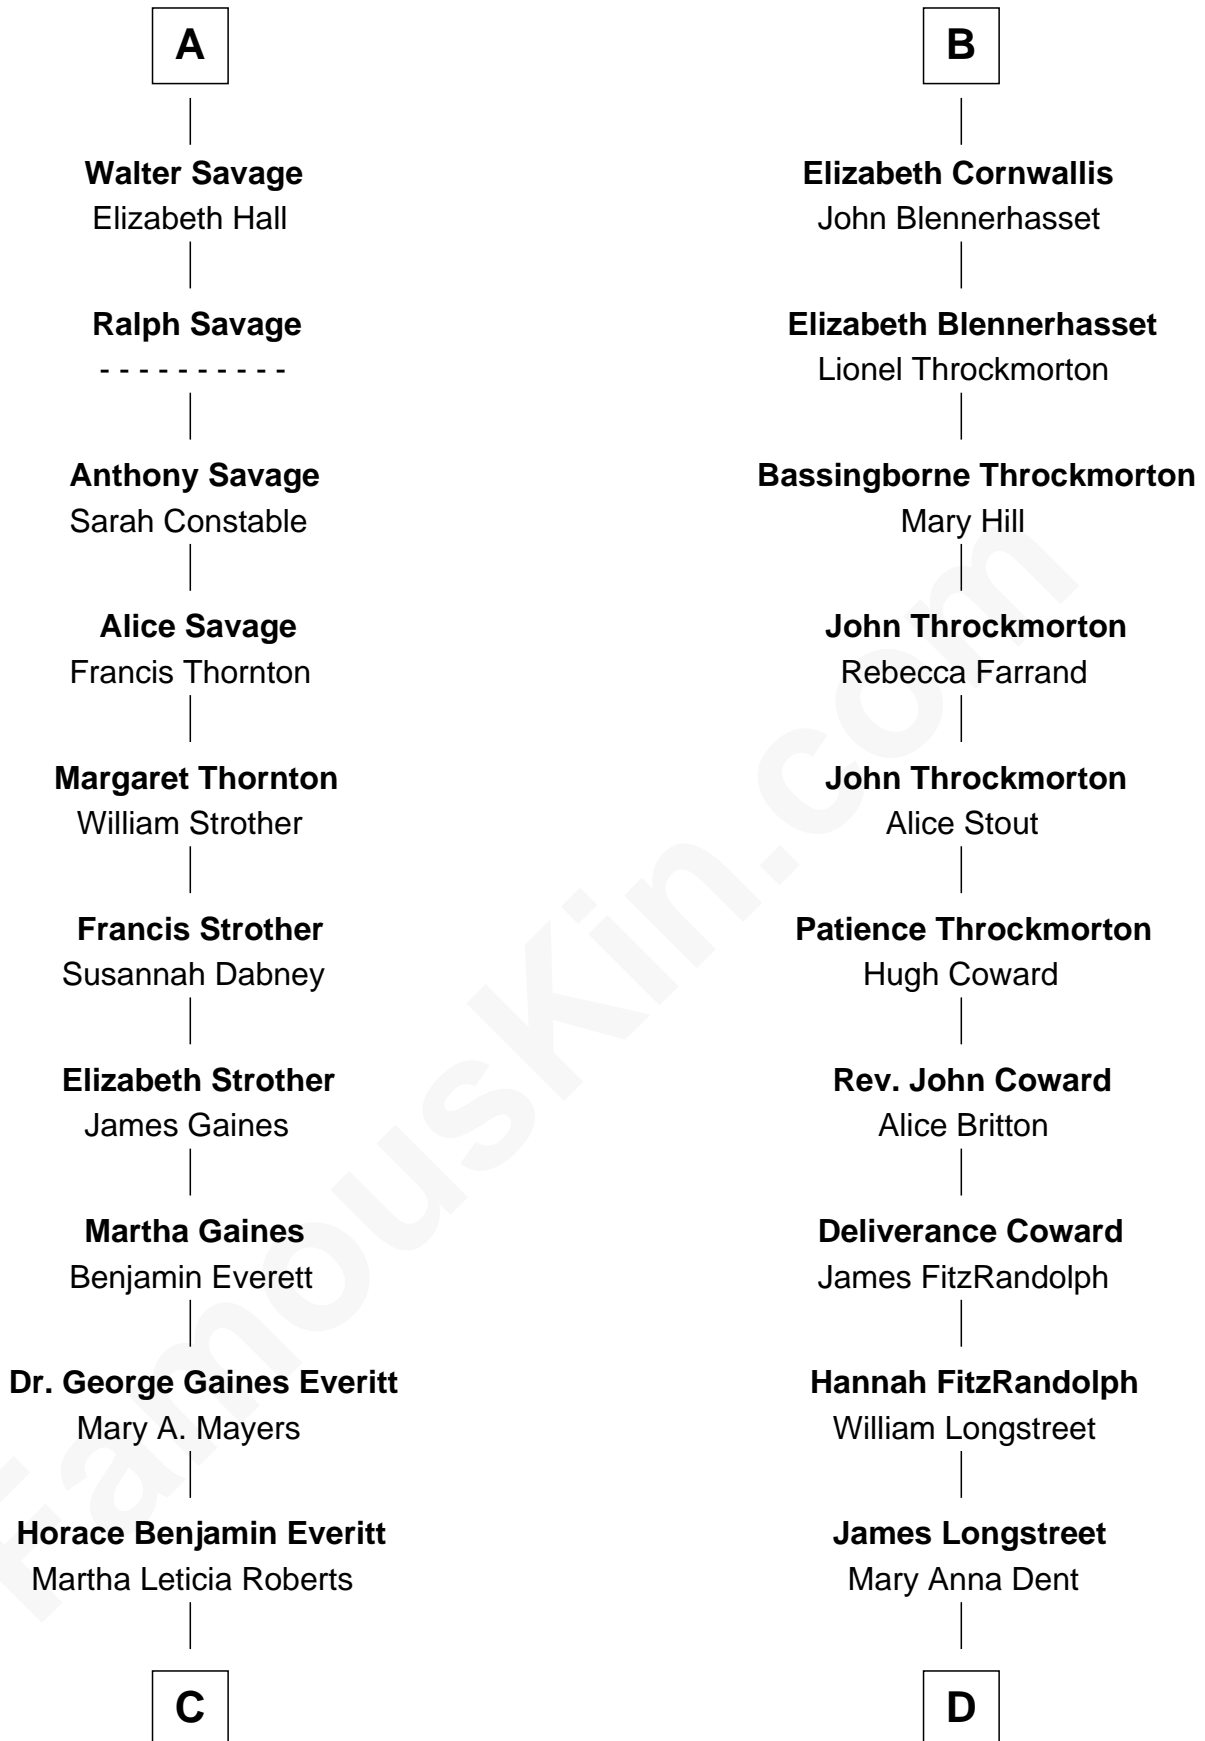 A
Walter Savage
Elizabeth Hall
Ralph Savage
- - - - - - - - - -
Anthony Savage
Sarah Constable
Alice Savage
Francis Thornton
Margaret Thornton
William Strother
Francis Strother
Susannah Dabney
Elizabeth Strother
James Gaines
Martha Gaines
Benjamin Everett
Dr. George Gaines Everitt
Mary A. Mayers
Horace Benjamin Everitt
Martha Leticia Roberts
C
B
Elizabeth Cornwallis
John Blennerhasset
Elizabeth Blennerhasset
Lionel Throckmorton
Bassingborne Throckmorton
Mary Hill
John Throckmorton
Rebecca Farrand
John Throckmorton
Alice Stout
Patience Throckmorton
Hugh Coward
Rev. John Coward
Alice Britton
Deliverance Coward
James FitzRandolph
Hannah FitzRandolph
William Longstreet
James Longstreet
Mary Anna Dent
D
FamousKin.com